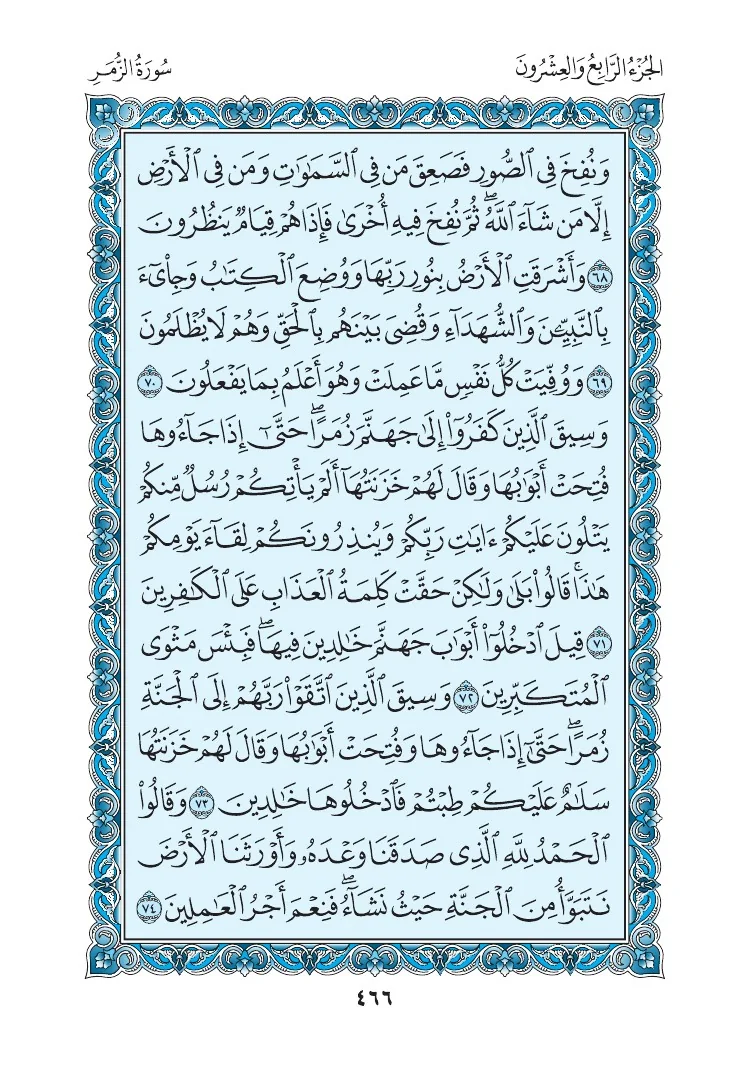 الجُزْءُ الرَّابِعُ وَالعِشْرُونَ
سُورَةُ الزُّمَرِ
وَنُفِخَ فِي ٱلصُّورِ فَصَعِقَ مَن فِي ٱلسَّمَٰوَٰتِ وَمَن فِي ٱلْأَرْضِ
إِلَّا مَن شَآءَ ٱللَّهُۖ ثُمَّ نُفِخَ فِيهِ أُخْرَىٰ فَإِذَا هُمْ قِيَامٌ يَنظُرُونَ
٦٨ وَأَشْرَقَتِ ٱلْأَرْضُ بِنُورِ رَبِّهَا وَوُضِعَ ٱلْكِتَٰبُ وَجِاْيٓءَ
بِٱلنَّبِيِّـۧنَ وَٱلشُّهَدَآءِ وَقُضِيَ بَيْنَهُم بِٱلْحَقِّ وَهُمْ لَا يُظْلَمُونَ
٦٩ وَوُفِّيَتْ كُلُّ نَفْسٍ مَّا عَمِلَتْ وَهُوَ أَعْلَمُ بِمَا يَفْعَلُونَ ٧٠
وَسِيقَ ٱلَّذِينَ كَفَرُوٓاْ إِلَىٰ جَهَنَّمَ زُمَرًاۖ حَتَّىٰٓ إِذَا جَآءُوهَا
فُتِحَتْ أَبْوَٰبُهَا وَقَالَ لَهُمْ خَزَنَتُهَآ أَلَمْ يَأْتِكُمْ رُسُلٌ مِّنكُمْ
يَتْلُونَ عَلَيْكُمْ ءَايَٰتِ رَبِّكُمْ وَيُنذِرُونَكُمْ لِقَآءَ يَوْمِكُمْ
هَٰذَاۚ قَالُواْ بَلَىٰ وَلَٰكِنْ حَقَّتْ كَلِمَةُ ٱلْعَذَابِ عَلَى ٱلْكَٰفِرِينَ
٧١ قِيلَ ٱدْخُلُوٓاْ أَبْوَٰبَ جَهَنَّمَ خَٰلِدِينَ فِيهَاۖ فَبِئْسَ مَثْوَى
ٱلْمُتَكَبِّرِينَ ٧٢ وَسِيقَ ٱلَّذِينَ ٱتَّقَوْاْ رَبَّهُمْ إِلَى ٱلْجَنَّةِ
زُمَرًاۖ حَتَّىٰٓ إِذَا جَآءُوهَا وَفُتِحَتْ أَبْوَٰبُهَا وَقَالَ لَهُمْ خَزَنَتُهَا
سَلَٰمٌ عَلَيْكُمْ طِبْتُمْ فَٱدْخُلُوهَا خَٰلِدِينَ ٧٣ وَقَالُواْ
ٱلْحَمْدُ لِلَّهِ ٱلَّذِي صَدَقَنَا وَعْدَهُۥ وَأَوْرَثَنَا ٱلْأَرْضَ
نَتَبَوَّأُ مِنَ ٱلْجَنَّةِ حَيْثُ نَشَآءُۖ فَنِعْمَ أَجْرُ ٱلْعَٰمِلِينَ ٧٤
٤٦٦